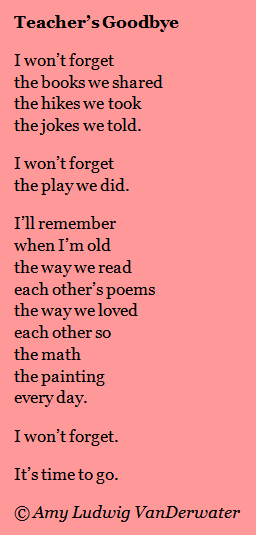 Teacher’s Goodbye
I won’t forget
the books we shared
the hikes we took
the jokes we told.
I won’t forget
the play we did.
I’ll remember
when I’m old
the way we read
each other’s poems
the way we loved
each other so
the math
the painting
every day.
I won’t forget.
It’s time to go.
© Amy Ludwig VanDerwater